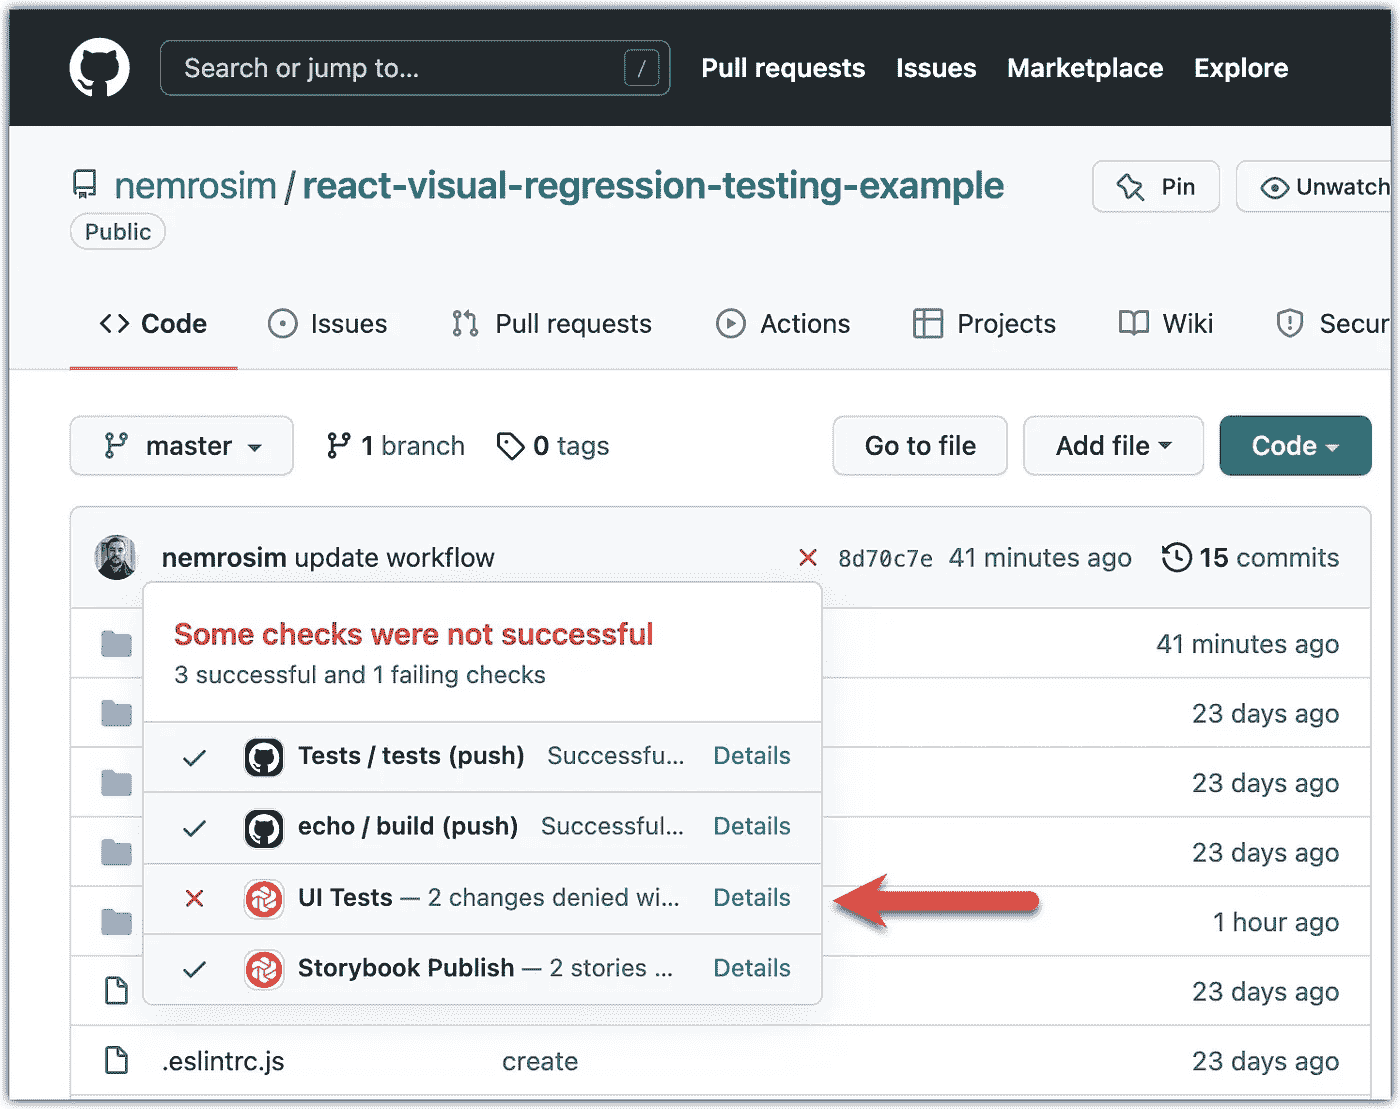 Search or jump to... /
Pull requests Issues Marketplace Explore
nemrosim / react-visual-regression-testing-example
Pin Unwatch
Public
Code Issues Pull requests Actions Projects Wiki Secur
master 1 branch 0 tags Go to file Add file Code
nemrosim update workflow 8d70c7e 41 minutes ago 15 commits
Some checks were not successful
3 successful and 1 failing checks
41 minutes ago
23 days ago
Tests / tests (push) Successfu... Details
23 days ago
echo / build (push) Successful... Details
23 days ago
UI Tests — 2 changes denied wi... Details
1 hour ago
Storybook Publish — 2 stories ... Details
23 days ago
.eslintrc.js create 23 days ago